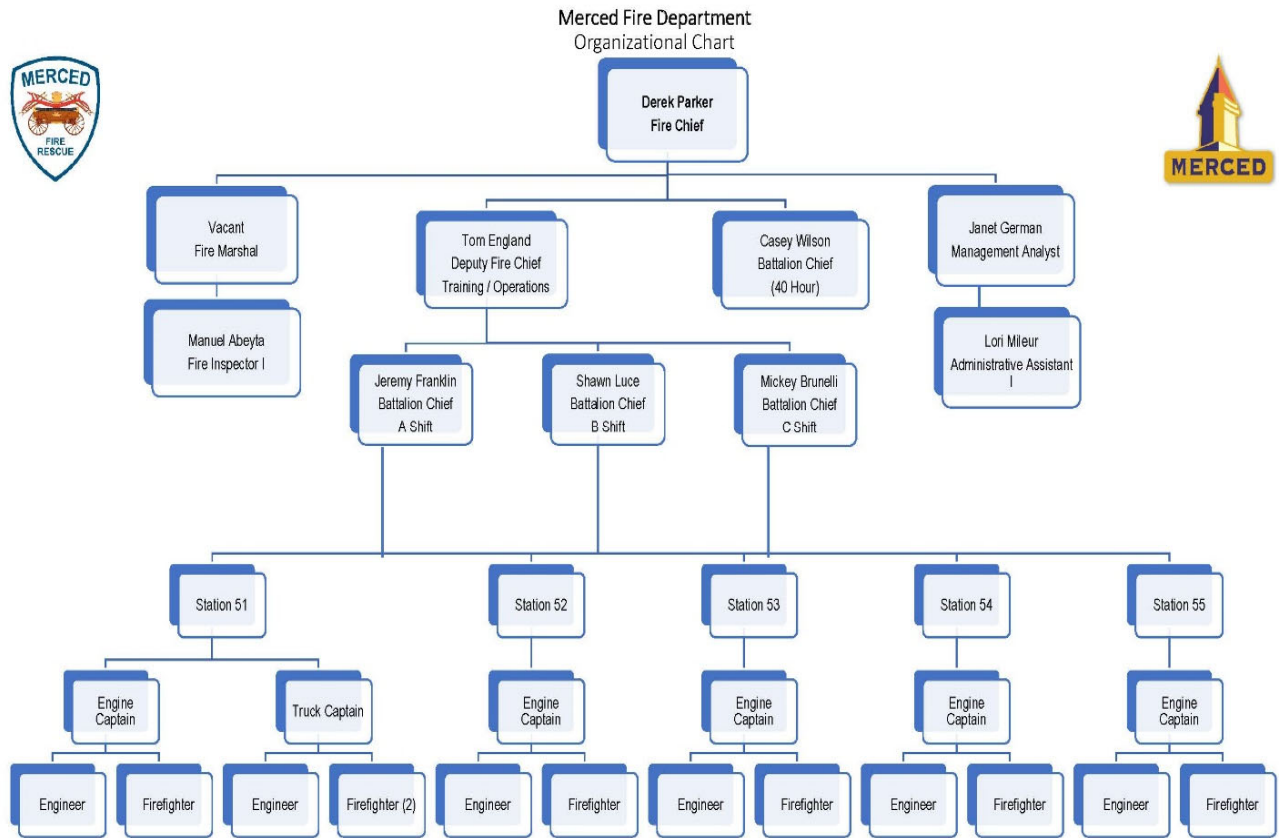 Merced Fire Department
Organizational Chart
MERCED
FIRE
RESCUE
MERCED
Derek Parker
Fire Chief
Vacant
Fire Marshal
Tom England
Deputy Fire Chief
Training / Operations
Casey Wilson
Battalion Chief
(40 Hour)
Janet German
Management Analyst
Manuel Abeyta
Fire Inspector I
Lori Mileur
Administrative Assistant
I
Jeremy Franklin
Battalion Chief
A Shift
Shawn Luce
Battalion Chief
B Shift
Mickey Brunelli
Battalion Chief
C Shift
Station 51
Station 52
Station 53
Station 54
Station 55
Engine
Captain
Truck Captain
Engine
Captain
Engine
Captain
Engine
Captain
Engine
Captain
Engineer
Firefighter
Engineer
Firefighter (2)
Engineer
Firefighter
Engineer
Firefighter
Engineer
Firefighter
Engineer
Firefighter